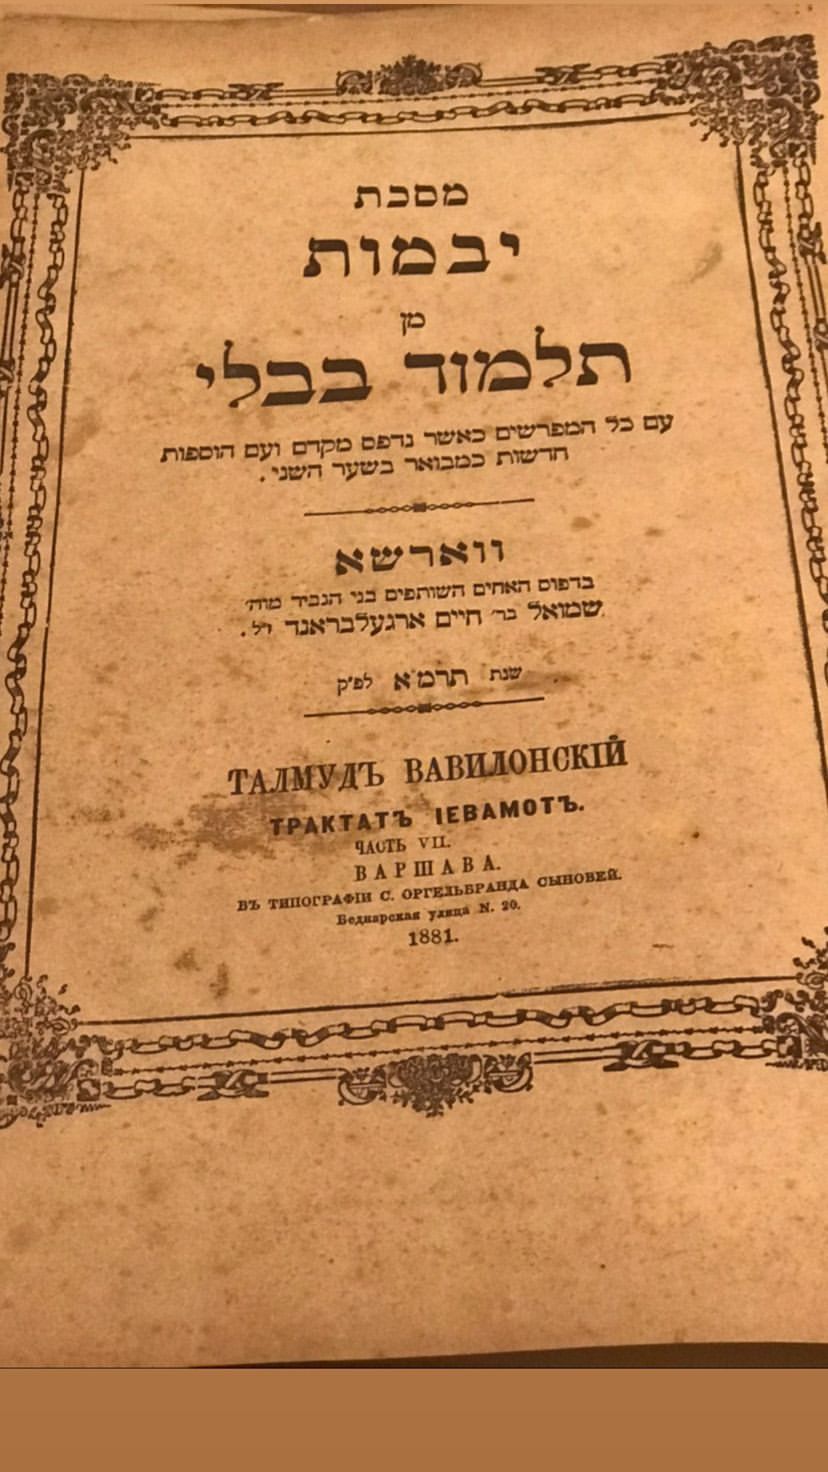 מסכת
יבמות
מן
תלמוד בבלי
עם כל המפרשים כאשר נדפס מקדם ועם הוספות
חדשות כמבואר בשער השני.
ווארשא
בדפוס האחים השותפים בני הגביר מוה׳
שמואל בר׳ חיים ארגעלבראנד ז״ל.
שנת תרמ״א לפ״ק
ТАЛМУДЪ ВАВИЛОНСКІЙ
ТРАКТАТЪ ІЕВАМОТЪ.
ЧАСТЬ VII.
ВАРШАВА.
ВЪ ТИПОГРАФІИ С. ОРГЕЛЬБРАНДА СЫНОВЕЙ.
Беднарская улица N. 20.
1881.